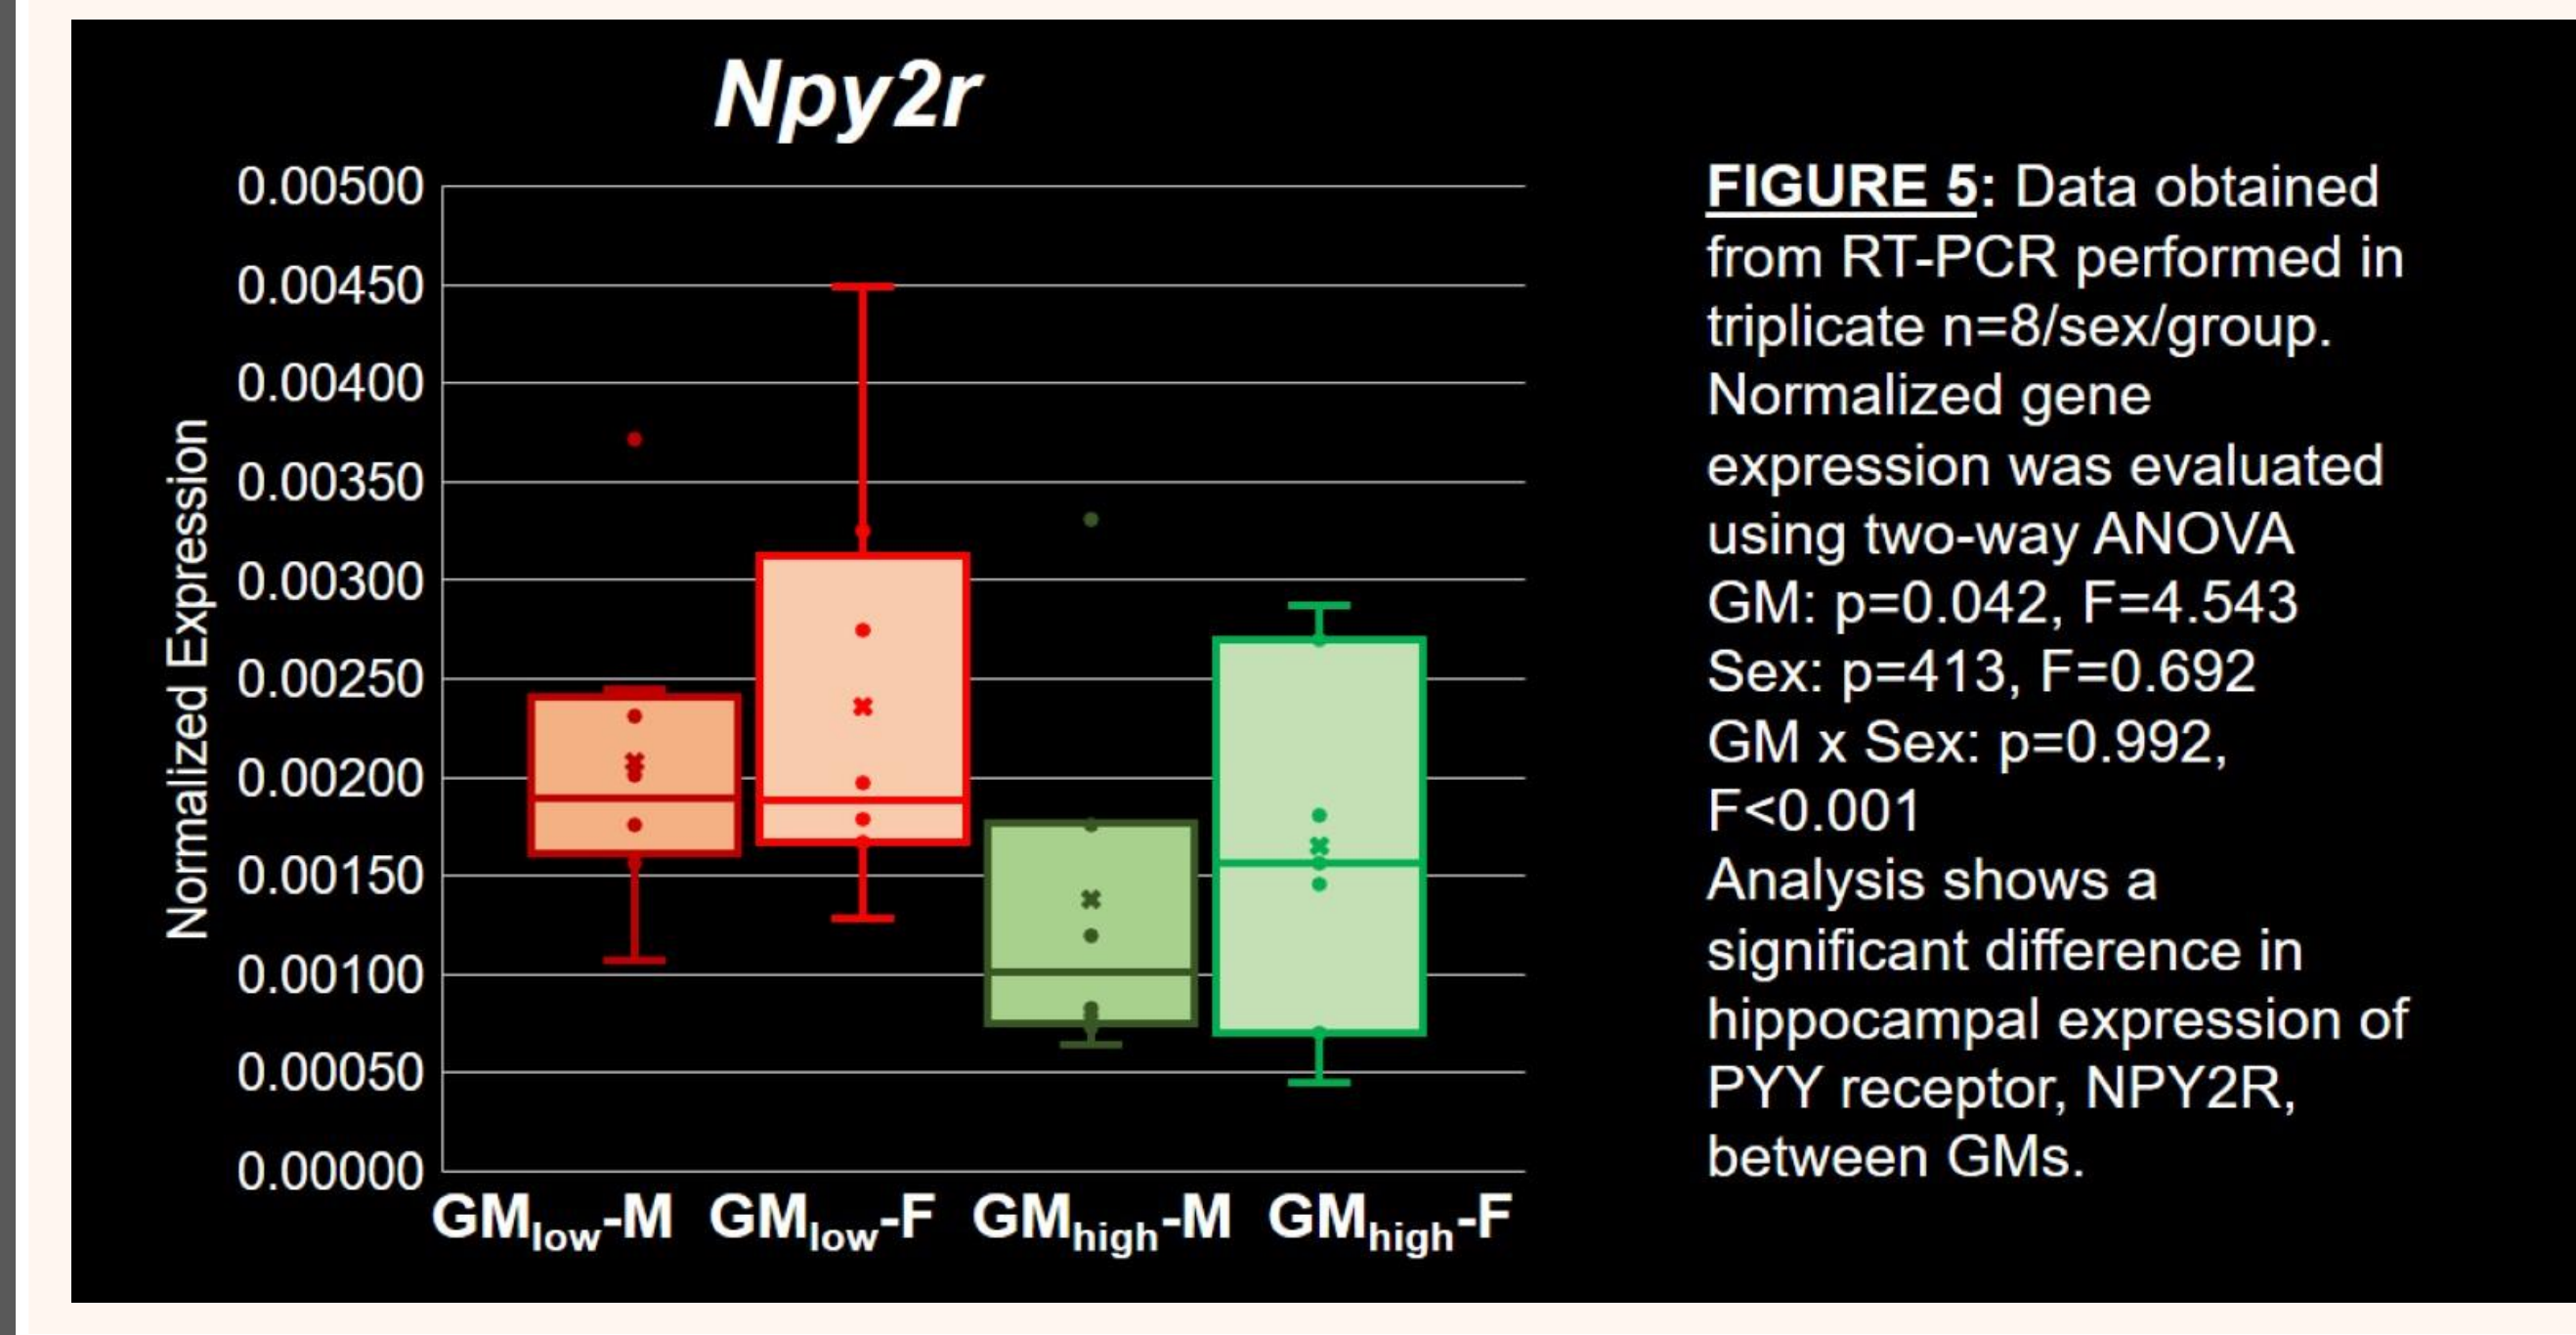 Npy2r
0.00500
0.00450
0.00400
0.00350
0.00300
0.00250
0.00200
0.00150
0.00100
0.00050
0.00000
Normalized Expression
GMlow-M GMlow-F GMhigh-M GMhigh-F
FIGURE 5: Data obtained
from RT-PCR performed in
triplicate n=8/sex/group.
Normalized gene
expression was evaluated
using two-way ANOVA
GM: p=0.042, F=4.543
Sex: p=413, F=0.692
GM x Sex: p=0.992,
F<0.001
Analysis shows a
significant difference in
hippocampal expression of
PYY receptor, NPY2R,
between GMs.